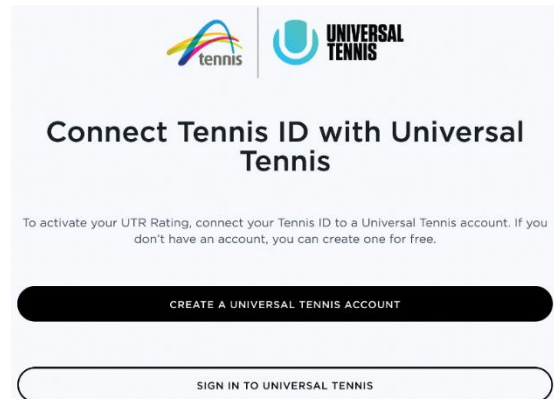 tennis
UNIVERSAL
TENNIS
Connect Tennis ID with Universal
Tennis
To activate your UTR Rating, connect your Tennis ID to a Universal Tennis account. If you
don't have an account, you can create one for free.
CREATE A UNIVERSAL TENNIS ACCOUNT
SIGN IN TO UNIVERSAL TENNIS